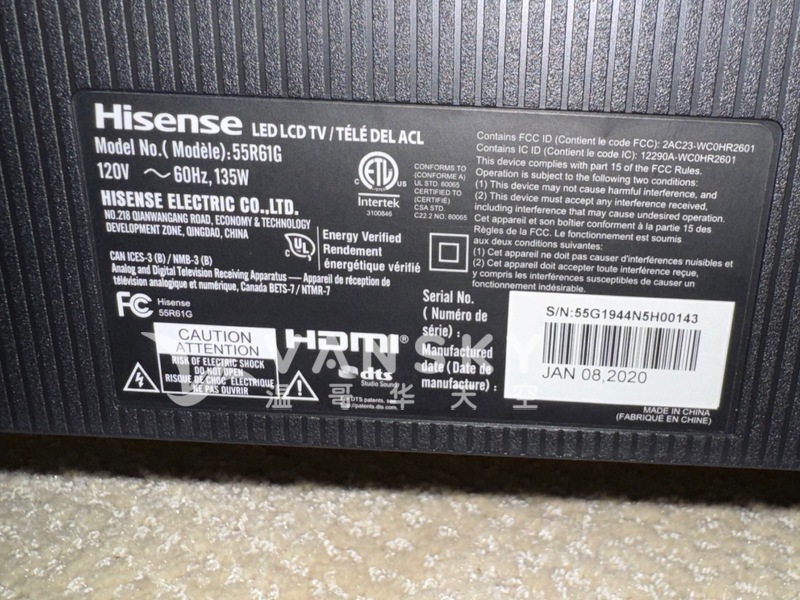 Hisense LED LCD TV / TÉLÉ DEL ACL
Model No.( Modèle): 55R61G
120V ～ 60Hz, 135W
HISENSE ELECTRIC CO.,LTD.
NO.218 QIANWANGANG ROAD, ECONOMY & TECHNOLOGY
DEVELOPMENT ZONE, QINGDAO, CHINA
ETL
C US
Intertek
3100846
CONFORMS TO
(CONFORME A)
UL STD. 60065
CERTIFIED TO
(CERTIFIÉ)
CSA STD.
C22.2 NO. 60065
C UL
Energy Verified
Rendement
énergétique vérifié
CAN ICES-3 (B) / NMB-3 (B)
Analog and Digital Television Receiving Apparatus — Appareil de réception de
télévision analogique et numérique, Canada BETS-7 / NTMR-7
FC Hisense
55R61G
CAUTION
ATTENTION
RISK OF ELECTRIC SHOCK
DO NOT OPEN
RISQUE DE CHOC ELECTRIQUE
NE PAS OUVRIR
HDMI®
dts
Studio Sound
DTS patents, see
patents.dts.com.
Contains FCC ID (Contient le code FCC): 2AC23-WC0HR2601
Contains IC ID (Contient le code IC): 12290A-WC0HR2601
This device complies with part 15 of the FCC Rules.
Operation is subject to the following two conditions:
(1) This device may not cause harmful interference, and
(2) This device must accept any interference received,
including interference that may cause undesired operation.
Cet appareil et son boîtier conforment à la partie 15 des
Règles de la FCC. Le fonctionnement est soumis
aux deux conditions suivantes:
(1) Cet appareil ne doit pas causer d'interférences nuisibles et
(2) Cet appareil doit accepter toute interférence reçue,
y compris les interférences susceptibles de causer un
fonctionnement indésirable.
Serial No.
( Numéro de
série) :
Manufactured
date (Date de
manufacture):
S/N:55G1944N5H00143
JAN 08,2020
MADE IN CHINA
(FABRIQUÉ EN CHINE)
VANSKY
温哥华天空